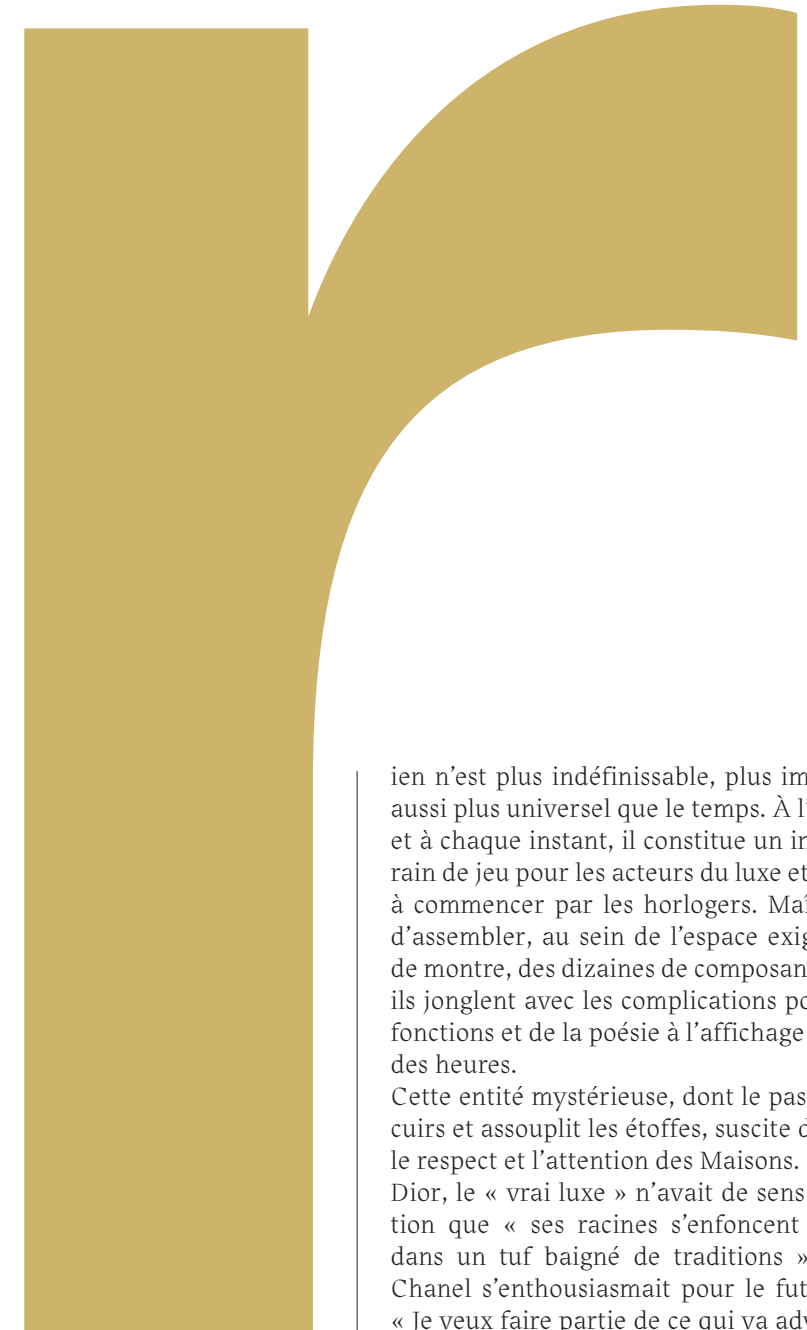 r
ien n’est plus indéfinissable, plus im
aussi plus universel que le temps. À l’
et à chaque instant, il constitue un in
rain de jeu pour les acteurs du luxe et
à commencer par les horlogers. Maî
d’assembler, au sein de l’espace exig
de montre, des dizaines de composan
ils jonglent avec les complications po
fonctions et de la poésie à l’affichage
des heures.
Cette entité mystérieuse, dont le pas
cuirs et assouplit les étoffes, suscite d
le respect et l’attention des Maisons.
Dior, le « vrai luxe » n’avait de sens
tion que « ses racines s’enfoncent
dans un tuf baigné de traditions »
Chanel s’enthousiasmait pour le fut
« Je veux faire partie de ce qui va adv